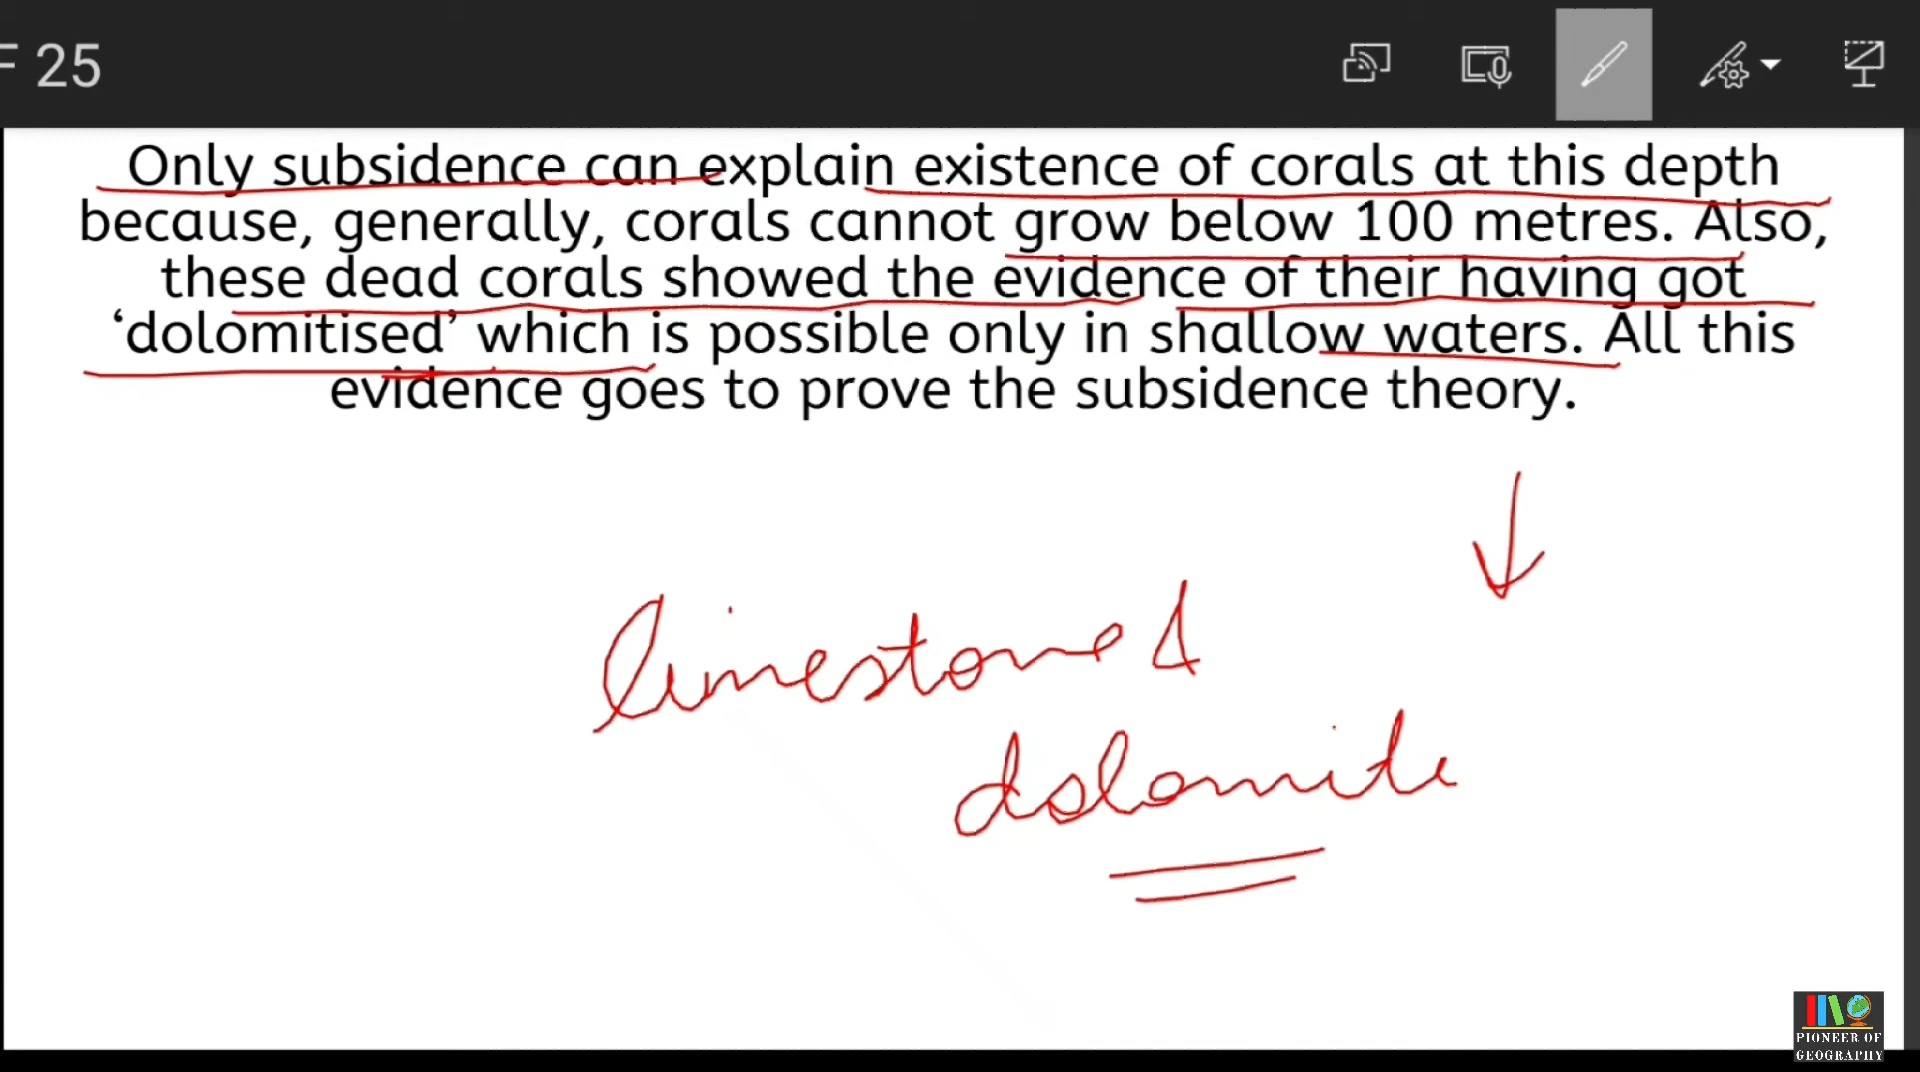 F 25
Only subsidence can explain existence of corals at this depth
because, generally, corals cannot grow below 100 metres. Also,
these dead corals showed the evidence of their having got
‘dolomitised’ which is possible only in shallow waters. All this
evidence goes to prove the subsidence theory.
limestone &
dolomite
PIONEER OF
GEOGRAPHY